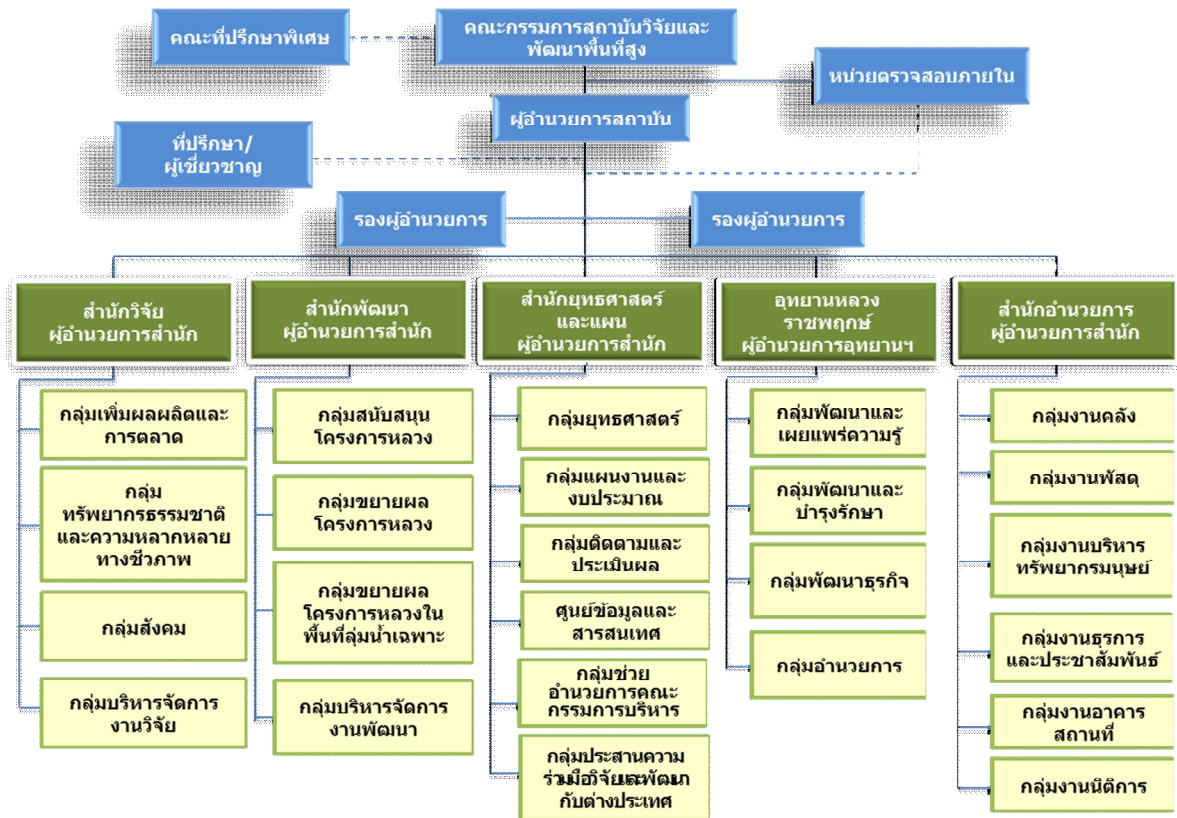 คณะที่ปรึกษาพิเศษ
คณะกรรมการสถาบันวิจัยและ
พัฒนาพื้นที่สูง
หน่วยตรวจสอบภายใน
ผู้อำนวยการสถาบัน
ที่ปรึกษา/
ผู้เชี่ยวชาญ
รองผู้อำนวยการ
รองผู้อำนวยการ
สำนักวิจัย
ผู้อำนวยการสำนัก
กลุ่มเพิ่มผลผลิตและ
การตลาด
กลุ่ม
ทรัพยากรธรรมชาติ
และความหลากหลาย
ทางชีวภาพ
กลุ่มสังคม
กลุ่มบริหารจัดการ
งานวิจัย
สำนักพัฒนา
ผู้อำนวยการสำนัก
กลุ่มสนับสนุน
โครงการหลวง
กลุ่มขยายผล
โครงการหลวง
กลุ่มขยายผล
โครงการหลวงใน
พื้นที่ลุ่มน้ำเฉพาะ
กลุ่มบริหารจัดการ
งานพัฒนา
สำนักยุทธศาสตร์
และแผน
ผู้อำนวยการสำนัก
กลุ่มยุทธศาสตร์
กลุ่มแผนงานและ
งบประมาณ
กลุ่มติดตามและ
ประเมินผล
ศูนย์ข้อมูลและ
สารสนเทศ
กลุ่มช่วย
อำนวยการคณะ
กรรมการบริหาร
กลุ่มประสานความ
ร่วมมือวิจัยและพัฒนา
กับต่างประเทศ
อุทยานหลวง
ราชพฤกษ์
ผู้อำนวยการอุทยานฯ
กลุ่มพัฒนาและ
เผยแพร่ความรู้
กลุ่มพัฒนาและ
บำรุงรักษา
กลุ่มพัฒนาธุรกิจ
กลุ่มอำนวยการ
สำนักอำนวยการ
ผู้อำนวยการสำนัก
กลุ่มงานคลัง
กลุ่มงานพัสดุ
กลุ่มงานบริหาร
ทรัพยากรมนุษย์
กลุ่มงานธุรการ
และประชาสัมพันธ์
กลุ่มงานอาคาร
สถานที่
กลุ่มงานนิติการ